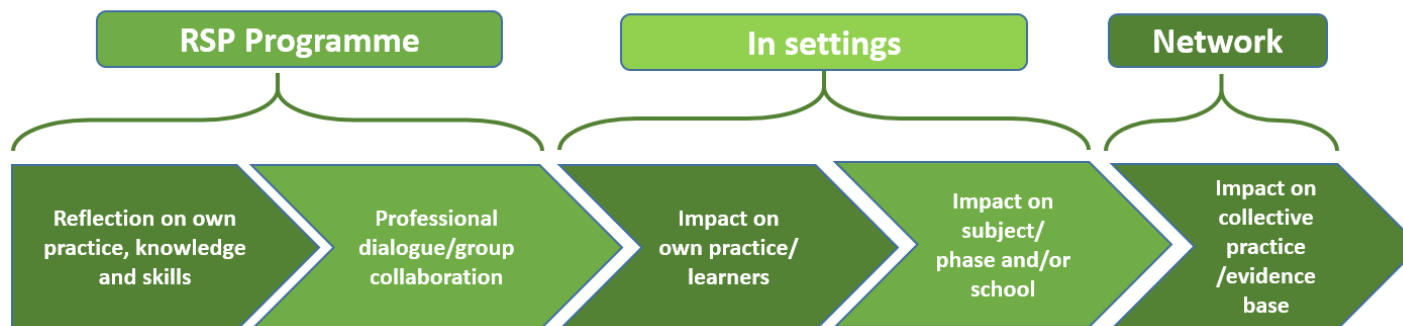 RSP Programme
In settings
Network
Reflection on own
practice, knowledge
and skills
Professional
dialogue/group
collaboration
Impact on
own practice/
learners
Impact on
subject/
phase and/or
school
Impact on
collective
practice
/evidence
base